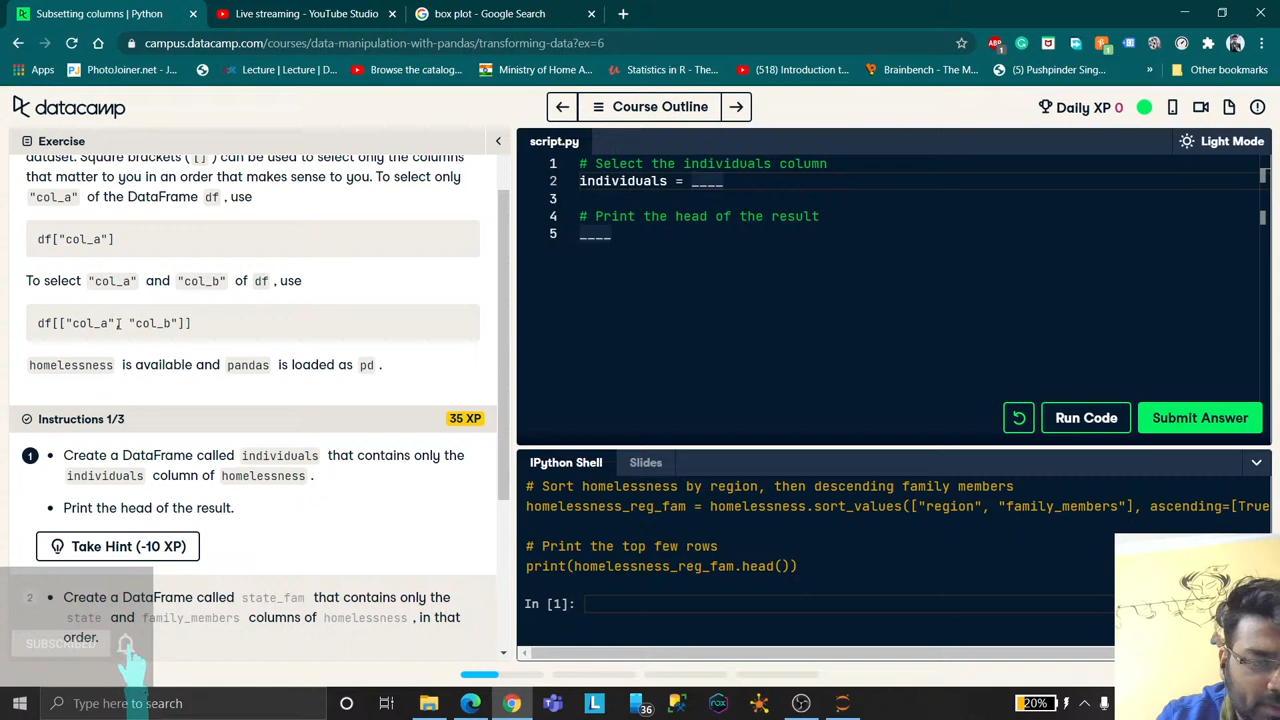 Subsetting columns | Python
Live streaming - YouTube Studio
box plot - Google Search
campus.datacamp.com/courses/data-manipulation-with-pandas/transforming-data?ex=6
Apps
PhotoJoiner.net - J...
Lecture | Lecture | D...
Browse the catalog...
Ministry of Home A...
Statistics in R - The...
(518) Introduction t...
Brainbench - The M...
(5) Pushpinder Sing...
Other bookmarks
datacamp
Course Outline
Daily XP 0
Exercise
dataset. Square brackets ([]) can be used to select only the columns
that matter to you in an order that makes sense to you. To select only
"col_a" of the DataFrame df, use
df["col_a"]
To select "col_a" and "col_b" of df, use
df[["col_a", "col_b"]]
homelessness is available and pandas is loaded as pd.
Instructions 1/3
35 XP
1
Create a DataFrame called individuals that contains only the
individuals column of homelessness.
Print the head of the result.
Take Hint (-10 XP)
2
Create a DataFrame called state_fam that contains only the
state and family_members columns of homelessness, in that
order.
SUBSCRIBED
script.py
Light Mode
1 # Select the individuals column
2 individuals = ____
3
4 # Print the head of the result
5 ____
Run Code
Submit Answer
IPython Shell
Slides
# Sort homelessness by region, then descending family members
homelessness_reg_fam = homelessness.sort_values(["region", "family_members"], ascending=[True
# Print the top few rows
print(homelessness_reg_fam.head())
In [1]:
Type here to search
36
20%